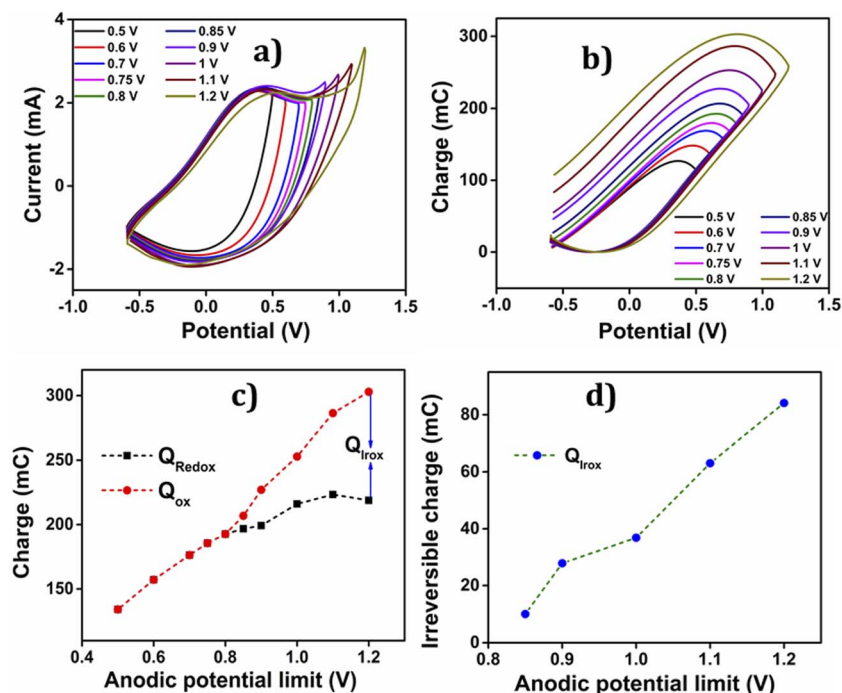 a)
0.5 V 0.85 V
0.6 V 0.9 V
0.7 V 1 V
0.75 V 1.1 V
0.8 V 1.2 V
Current (mA)
4
2
0
-2
-1.0 -0.5 0.0 0.5 1.0 1.5
Potential (V)
b)
Charge (mC)
300
200
100
0
0.5 V 0.85 V
0.6 V 0.9 V
0.7 V 1 V
0.75 V 1.1 V
0.8 V 1.2 V
-1.0 -0.5 0.0 0.5 1.0 1.5
Potential (V)
c)
Charge (mC)
300
250
200
150
QRedox
Qox
QIrox
0.4 0.6 0.8 1.0 1.2
Anodic potential limit (V)
d)
Irreversible charge (mC)
80
60
40
20
0
QIrox
0.8 0.9 1.0 1.1 1.2
Anodic potential limit (V)